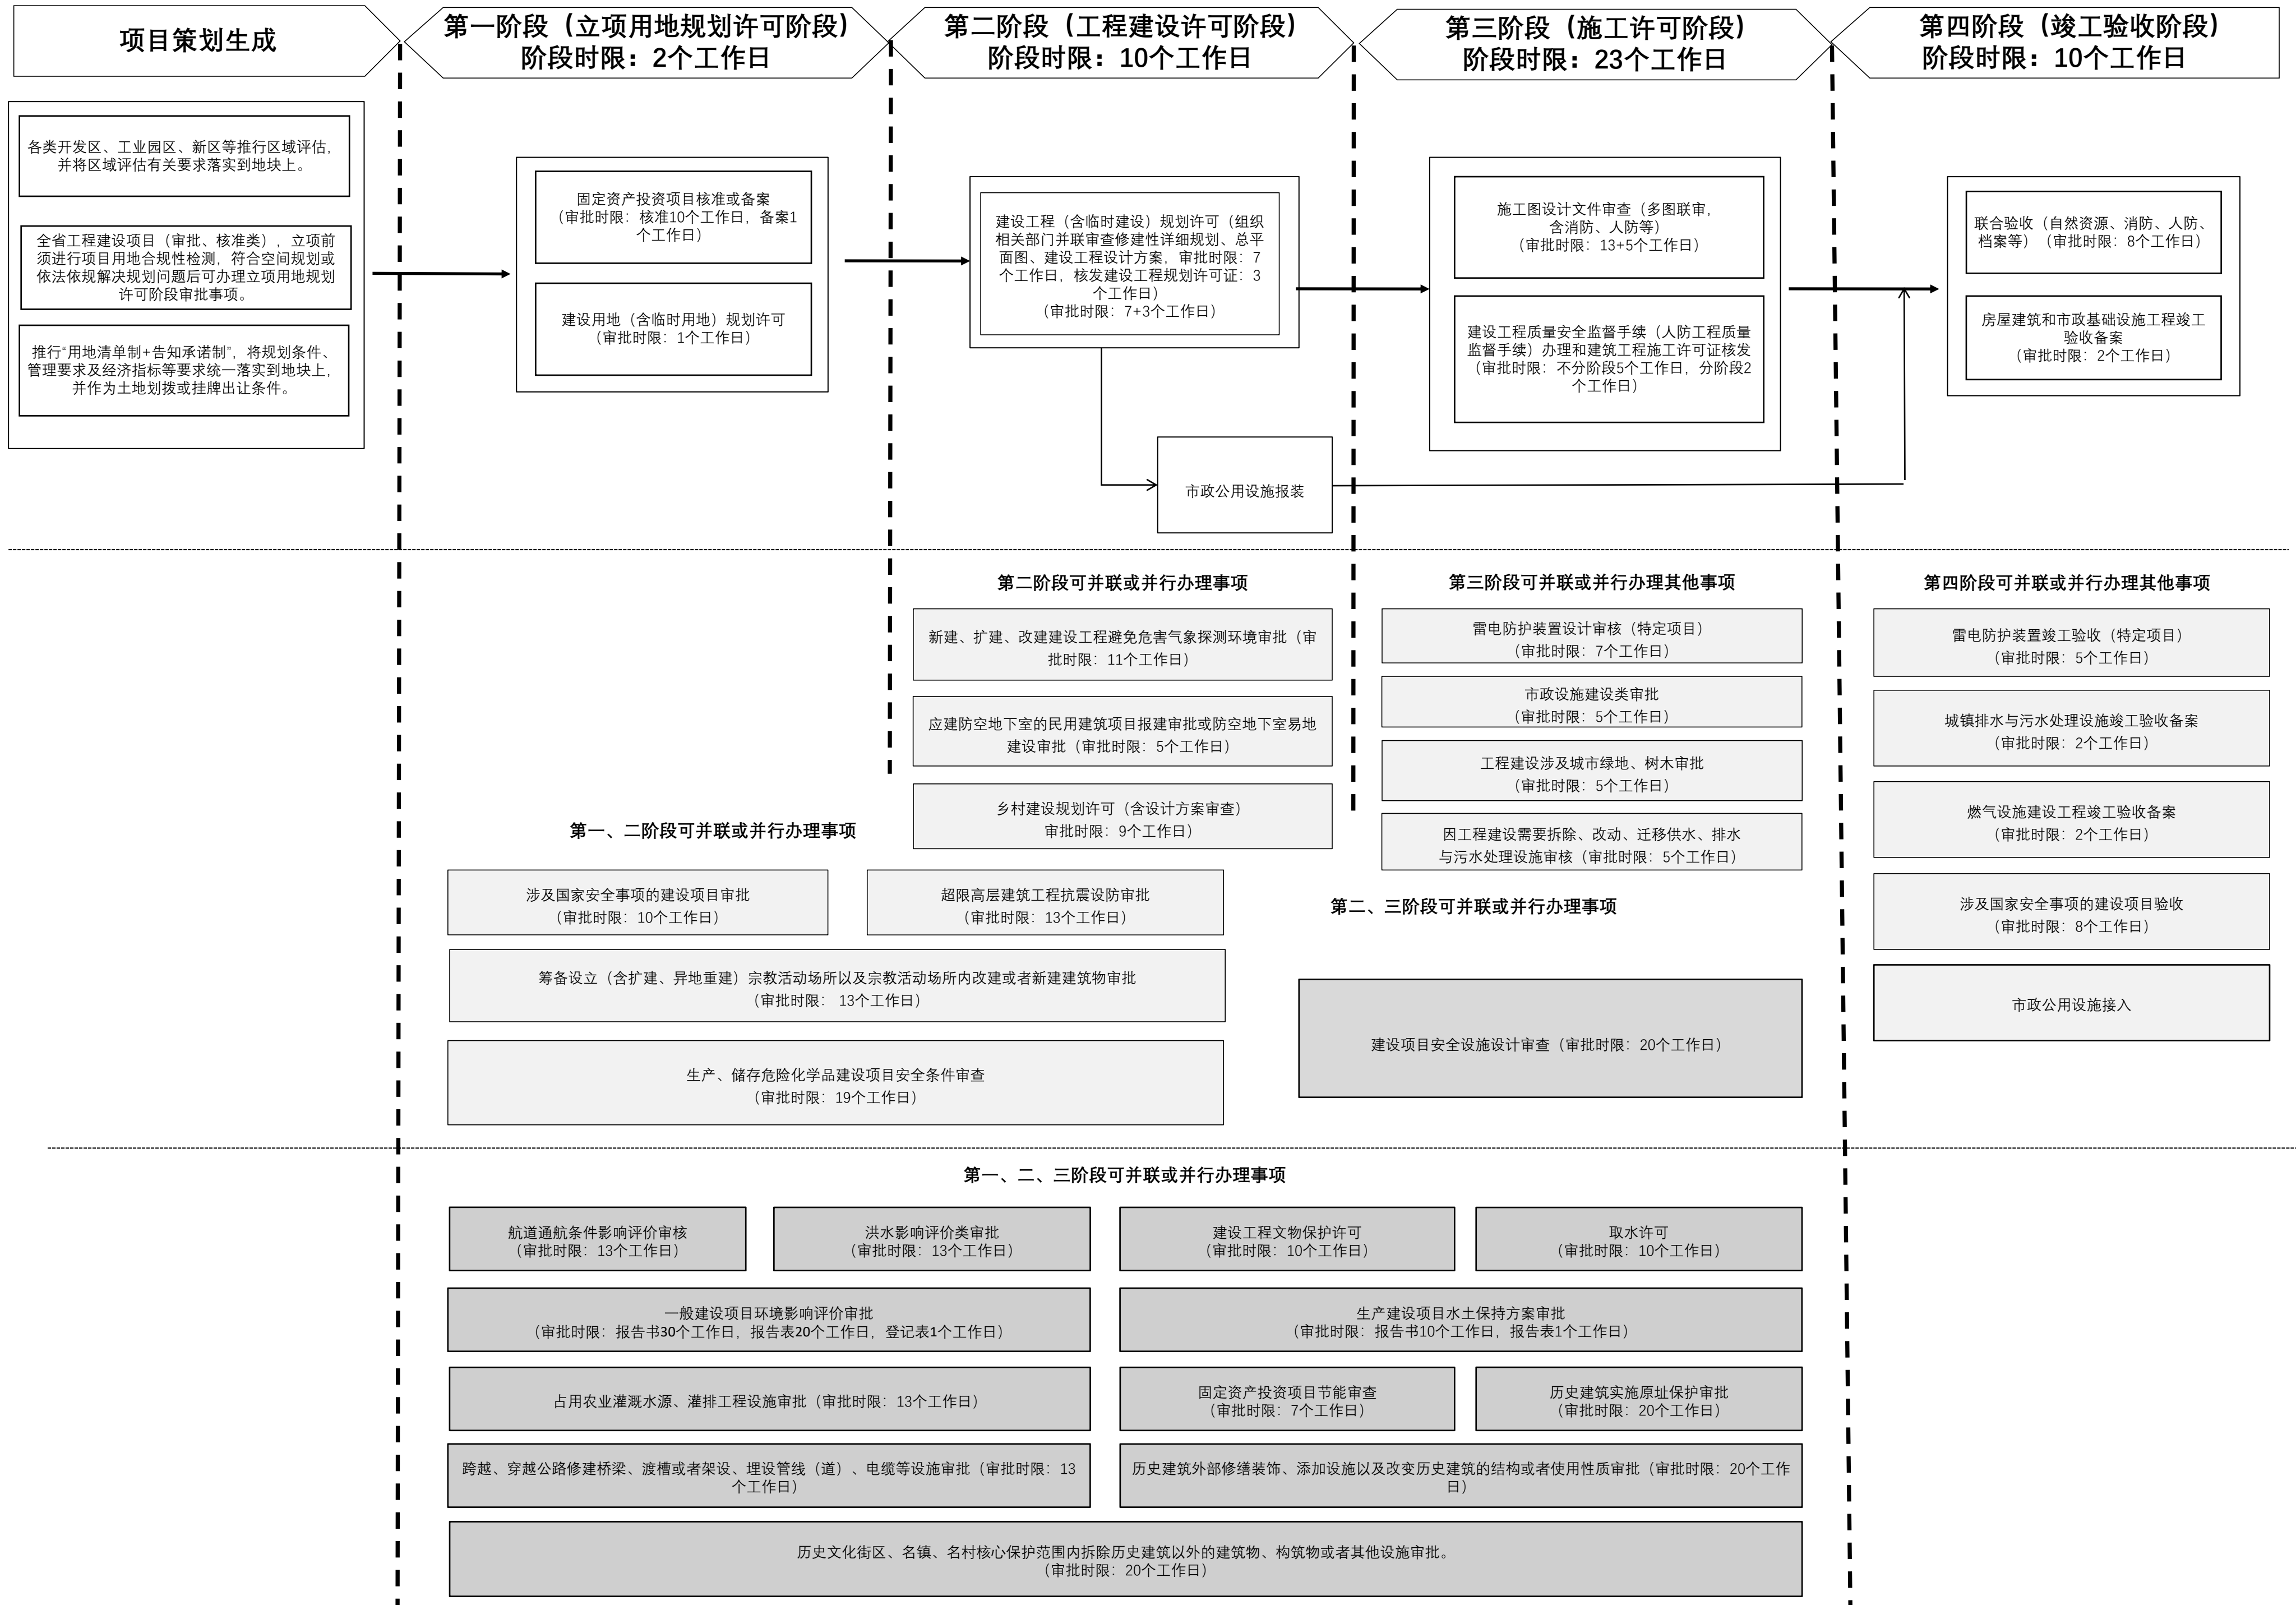 项目策划生成
第一阶段（立项用地规划许可阶段）
阶段时限：2个工作日
第二阶段（工程建设许可阶段）
阶段时限：10个工作日
第三阶段（施工许可阶段）
阶段时限：23个工作日
第四阶段（竣工验收阶段）
阶段时限：10个工作日
各类开发区、工业园区、新区等推行区域评估，
并将区域评估有关要求落实到地块上。
全省工程建设项目（审批、核准类），立项前
须进行项目用地合规性检测，符合空间规划或
依法依规解决规划问题后可办理立项用地规划
许可阶段审批事项。
推行“用地清单制+告知承诺制”，将规划条件、
管理要求及经济指标等要求统一落实到地块上，
并作为土地划拨或挂牌出让条件。
固定资产投资项目核准或备案
（审批时限：核准10个工作日，备案1
个工作日）
建设用地（含临时用地）规划许可
（审批时限：1个工作日）
建设工程（含临时建设）规划许可（组织
相关部门并联审查修建性详细规划、总平
面图、建设工程设计方案，审批时限：7
个工作日，核发建设工程规划许可证：3
个工作日）
（审批时限：7+3个工作日）
市政公用设施报装
施工图设计文件审查（多图联审，
含消防、人防等）
（审批时限：13+5个工作日）
建设工程质量安全监督手续（人防工程质量
监督手续）办理和建筑工程施工许可证核发
（审批时限：不分阶段5个工作日，分阶段2
个工作日）
联合验收（自然资源、消防、人防、
档案等）（审批时限：8个工作日）
房屋建筑和市政基础设施工程竣工
验收备案
（审批时限：2个工作日）
第二阶段可并联或并行办理事项
新建、扩建、改建建设工程避免危害气象探测环境审批（审
批时限：11个工作日）
应建防空地下室的民用建筑项目报建审批或防空地下室易地
建设审批（审批时限：5个工作日）
乡村建设规划许可（含设计方案审查）
审批时限：9个工作日）
第三阶段可并联或并行办理其他事项
雷电防护装置设计审核（特定项目）
（审批时限：7个工作日）
市政设施建设类审批
（审批时限：5个工作日）
工程建设涉及城市绿地、树木审批
（审批时限：5个工作日）
因工程建设需要拆除、改动、迁移供水、排水
与污水处理设施审核（审批时限：5个工作日）
第四阶段可并联或并行办理其他事项
雷电防护装置竣工验收（特定项目）
（审批时限：5个工作日）
城镇排水与污水处理设施竣工验收备案
（审批时限：2个工作日）
燃气设施建设工程竣工验收备案
（审批时限：2个工作日）
涉及国家安全事项的建设项目验收
（审批时限：8个工作日）
市政公用设施接入
第一、二阶段可并联或并行办理事项
涉及国家安全事项的建设项目审批
（审批时限：10个工作日）
超限高层建筑工程抗震设防审批
（审批时限：13个工作日）
筹备设立（含扩建、异地重建）宗教活动场所以及宗教活动场所内改建或者新建建筑物审批
（审批时限： 13个工作日）
生产、储存危险化学品建设项目安全条件审查
（审批时限：19个工作日）
第二、三阶段可并联或并行办理事项
建设项目安全设施设计审查（审批时限：20个工作日）
第一、二、三阶段可并联或并行办理事项
航道通航条件影响评价审核
（审批时限：13个工作日）
洪水影响评价类审批
（审批时限：13个工作日）
建设工程文物保护许可
（审批时限：10个工作日）
取水许可
（审批时限：10个工作日）
一般建设项目环境影响评价审批
（审批时限：报告书30个工作日，报告表20个工作日，登记表1个工作日）
生产建设项目水土保持方案审批
（审批时限：报告书10个工作日，报告表1个工作日）
占用农业灌溉水源、灌排工程设施审批（审批时限：13个工作日）
固定资产投资项目节能审查
（审批时限：7个工作日）
历史建筑实施原址保护审批
（审批时限：20个工作日）
跨越、穿越公路修建桥梁、渡槽或者架设、埋设管线（道）、电缆等设施审批（审批时限：13
个工作日）
历史建筑外部修缮装饰、添加设施以及改变历史建筑的结构或者使用性质审批（审批时限：20个工作
日）
历史文化街区、名镇、名村核心保护范围内拆除历史建筑以外的建筑物、构筑物或者其他设施审批。
（审批时限：20个工作日）